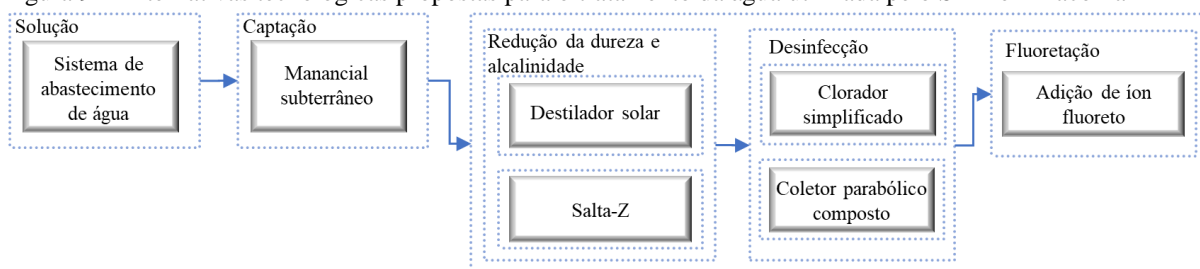 Solução
Sistema de
abastecimento
de água
Captação
Manancial
subterrâneo
Redução da dureza e
alcalinidade
Destilador solar
Salta-Z
Desinfecção
Clorador
simplificado
Coletor parabólico
composto
Fluoretação
Adição de íon
fluoreto